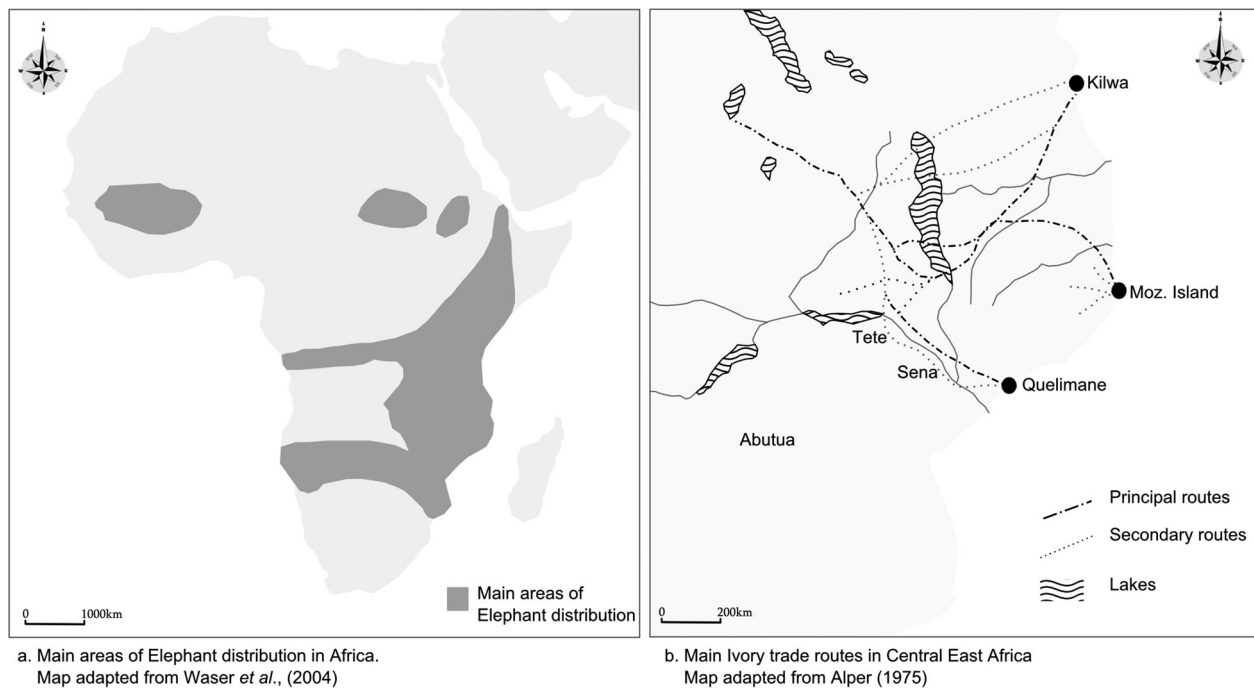 Main areas of
Elephant distribution
0
1000km
a. Main areas of Elephant distribution in Africa.
Map adapted from Waser et al., (2004)
Kilwa
Moz. Island
Tete
Sena
Quelimane
Abutua
Principal routes
Secondary routes
Lakes
0
200km
b. Main Ivory trade routes in Central East Africa
Map adapted from Alper (1975)